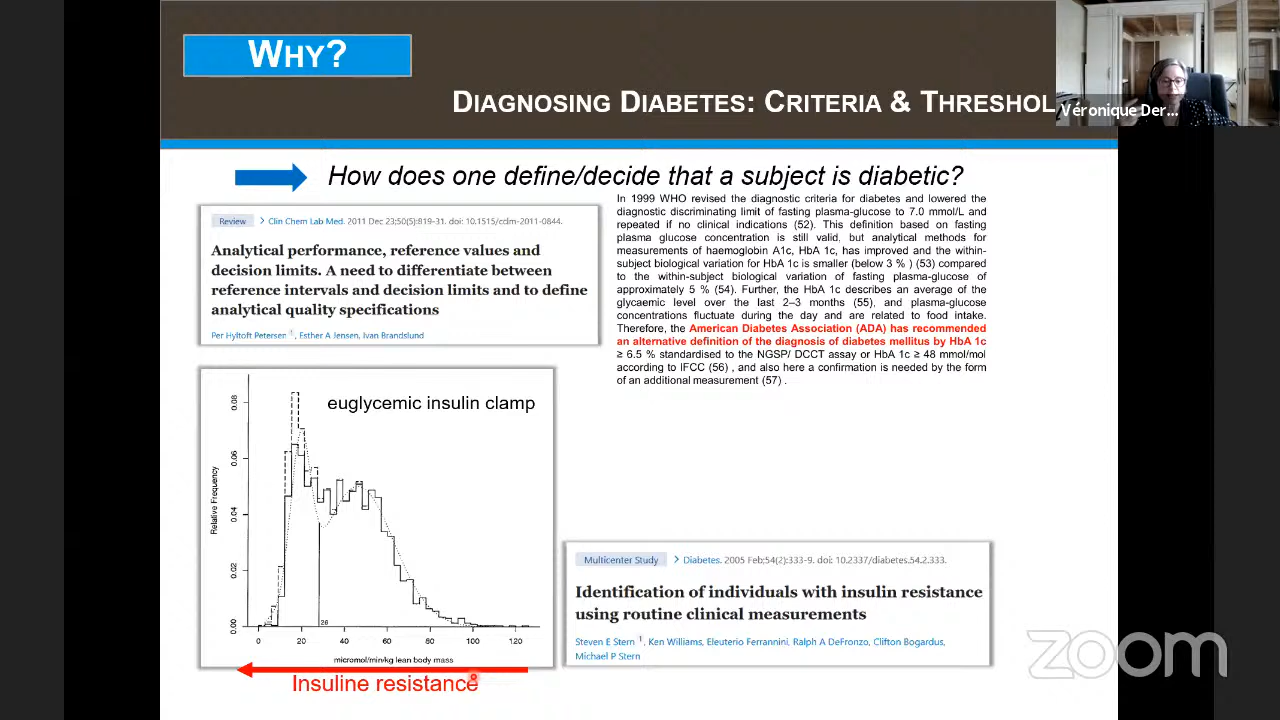 WHY?
DIAGNOSING DIABETES: CRITERIA & THRESHOL
Véronique Der...
How does one define/decide that a subject is diabetic?
Review > Clin Chem Lab Med. 2011 Dec 23;50(5):819-31. doi: 10.1515/cclm-2011-0844.
Analytical performance, reference values and
decision limits. A need to differentiate between
reference intervals and decision limits and to define
analytical quality specifications
Per Hyltoft Petersen 1, Esther A Jensen, Ivan Brandslund
In 1999 WHO revised the diagnostic criteria for diabetes and lowered the
diagnostic discriminating limit of fasting plasma-glucose to 7.0 mmol/L and
repeated if no clinical indications (52). This definition based on fasting
plasma glucose concentration is still valid, but analytical methods for
measurements of haemoglobin A1c, HbA 1c, has improved and the within-
subject biological variation for HbA 1c is smaller (below 3 % ) (53) compared
to the within-subject biological variation of fasting plasma-glucose of
approximately 5 % (54). Further, the HbA 1c describes an average of the
glycaemic level over the last 2–3 months (55), and plasma-glucose
concentrations fluctuate during the day and are related to food intake.
Therefore, the American Diabetes Association (ADA) has recommended
an alternative definition of the diagnosis of diabetes mellitus by HbA 1c
≥ 6.5 % standardised to the NGSP/ DCCT assay or HbA 1c ≥ 48 mmol/mol
according to IFCC (56) , and also here a confirmation is needed by the form
of an additional measurement (57) .
euglycemic insulin clamp
Relative Frequency
0.08
0.06
0.04
0.02
0.00
28
0 20 40 60 80 100 120
micromol/min/kg lean body mass
Insuline resistance
Multicenter Study > Diabetes. 2005 Feb;54(2):333-9. doi: 10.2337/diabetes.54.2.333.
Identification of individuals with insulin resistance
using routine clinical measurements
Steven E Stern 1, Ken Williams, Eleuterio Ferrannini, Ralph A DeFronzo, Clifton Bogardus,
Michael P Stern
zoom